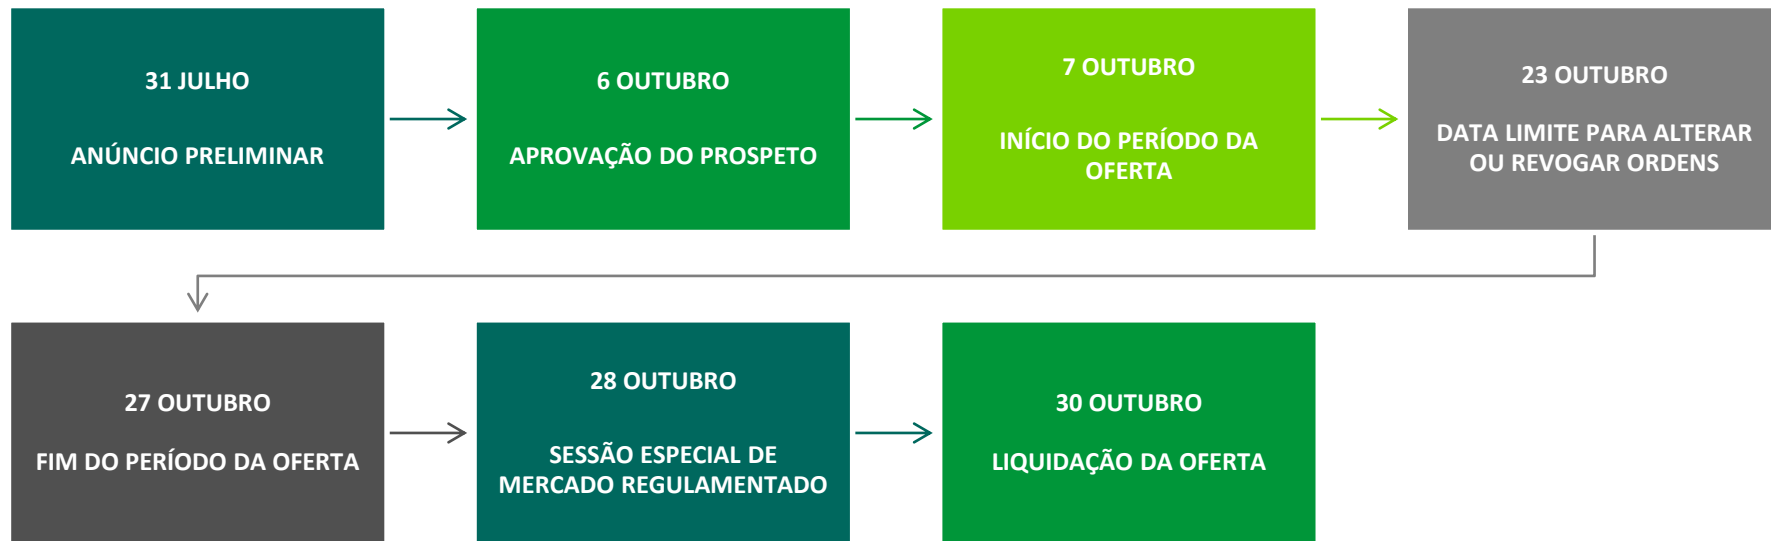 31 JULHO
ANÚNCIO PRELIMINAR
6 OUTUBRO
APROVAÇÃO DO PROSPETO
7 OUTUBRO
INÍCIO DO PERÍODO DA
OFERTA
23 OUTUBRO
DATA LIMITE PARA ALTERAR
OU REVOGAR ORDENS
27 OUTUBRO
FIM DO PERÍODO DA OFERTA
28 OUTUBRO
SESSÃO ESPECIAL DE
MERCADO REGULAMENTADO
30 OUTUBRO
LIQUIDAÇÃO DA OFERTA